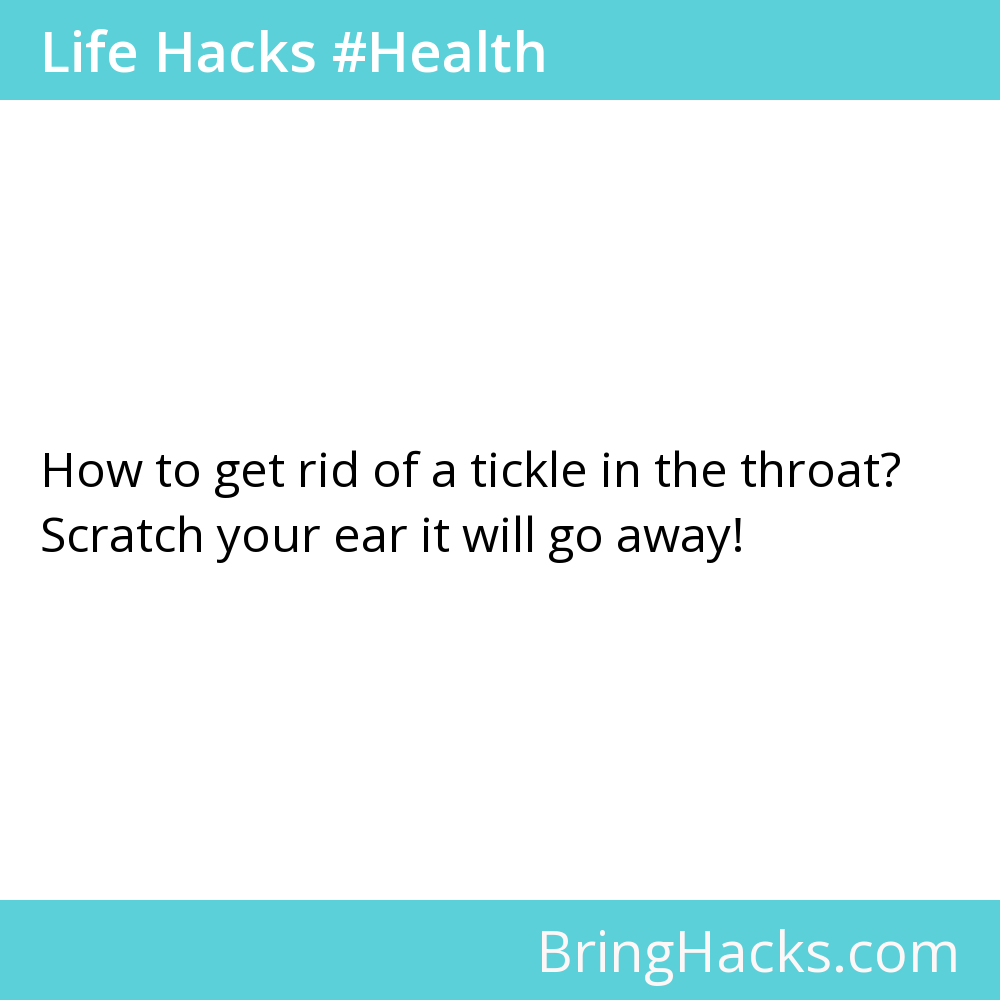 Life Hacks #Health
How to get rid of a tickle in the throat?
Scratch your ear it will go away!
BringHacks.com